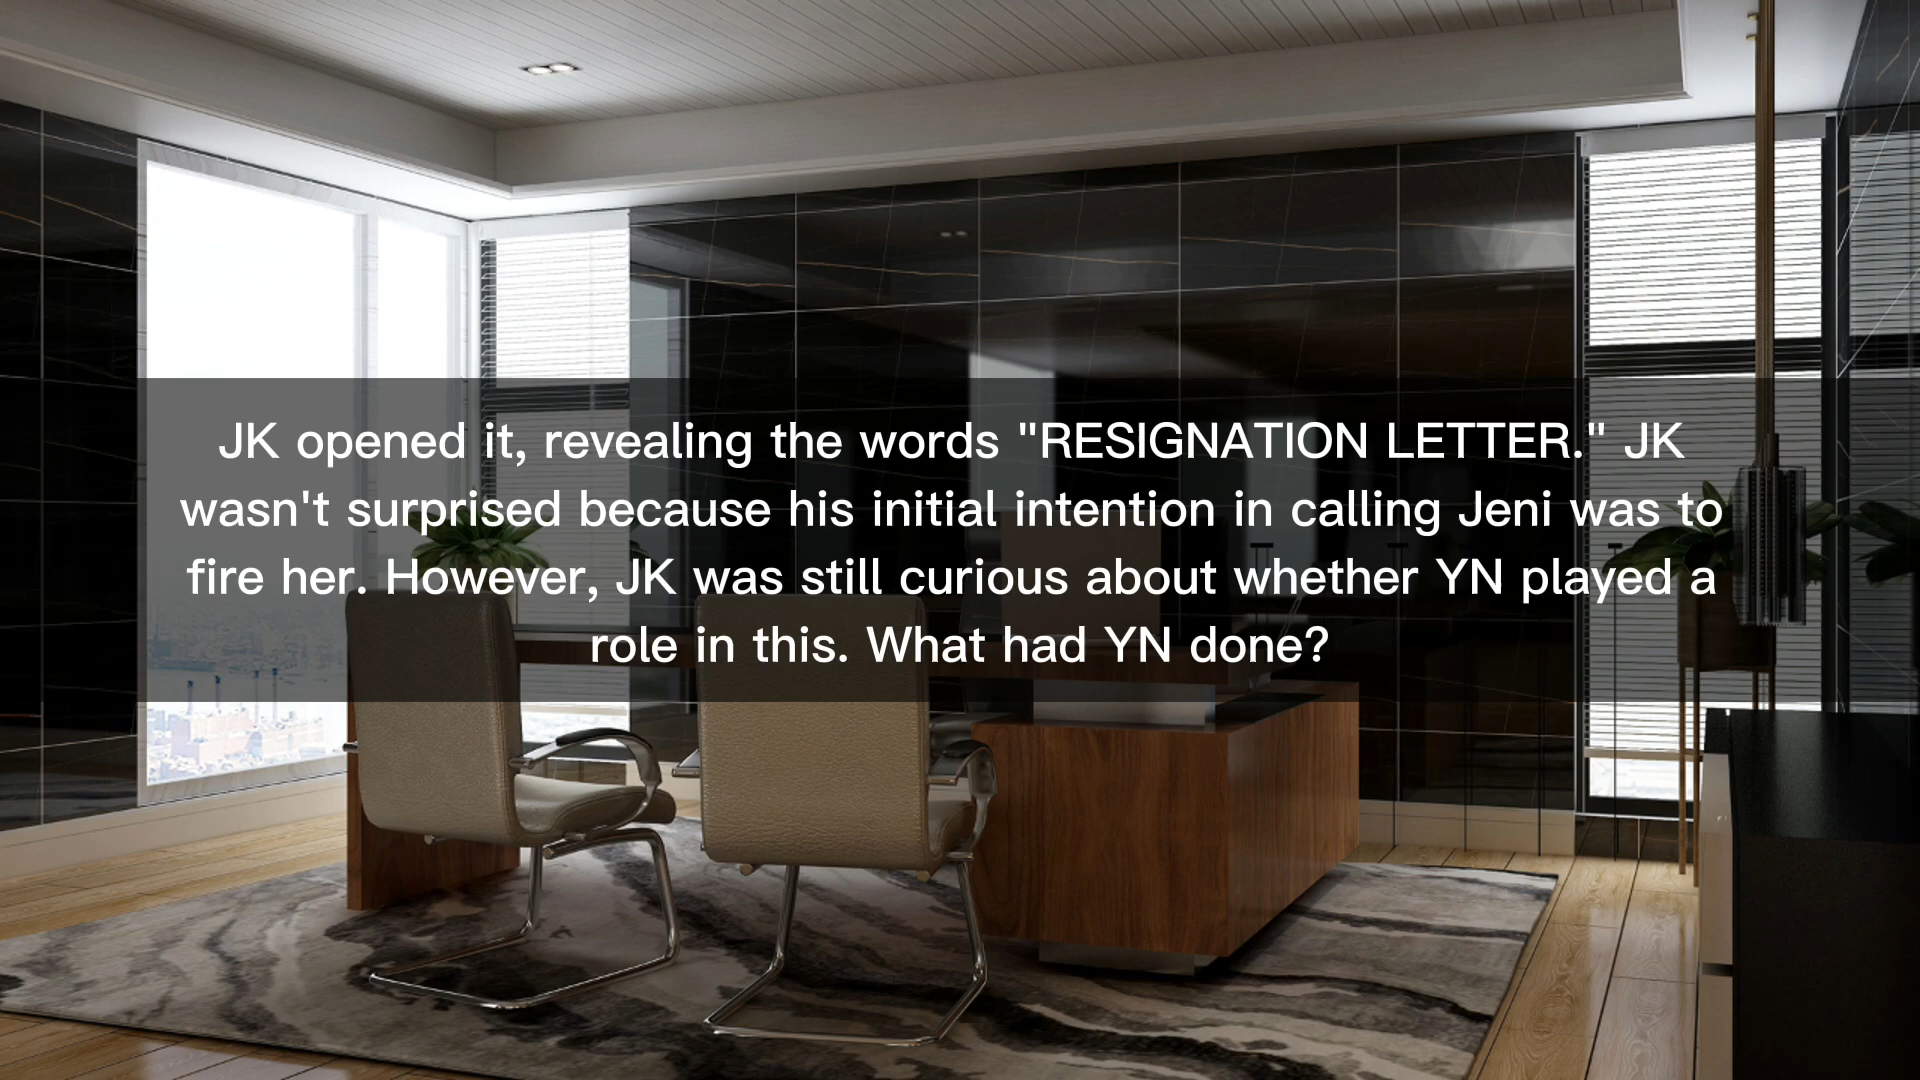 JK opened it, revealing the words "RESIGNATION LETTER." JK
wasn't surprised because his initial intention in calling Jeni was to
fire her. However, JK was still curious about whether YN played a
role in this. What had YN done?